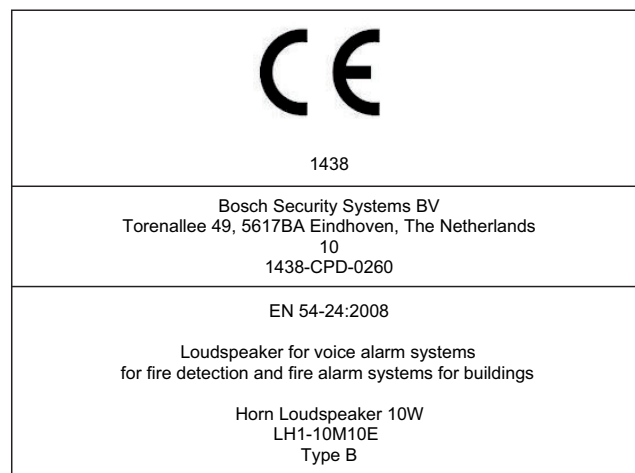 CE
1438
Bosch Security Systems BV
Torenallee 49, 5617BA Eindhoven, The Netherlands
10
1438-CPD-0260
EN 54-24:2008
Loudspeaker for voice alarm systems
for fire detection and fire alarm systems for buildings
Horn Loudspeaker 10W
LH1-10M10E
Type B